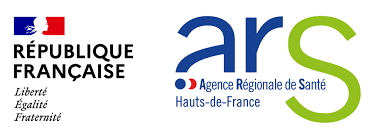 RÉPUBLIQUE
FRANÇAISE
Liberté
Égalité
Fraternité
ars
Agence Régionale de Santé
Hauts-de-France